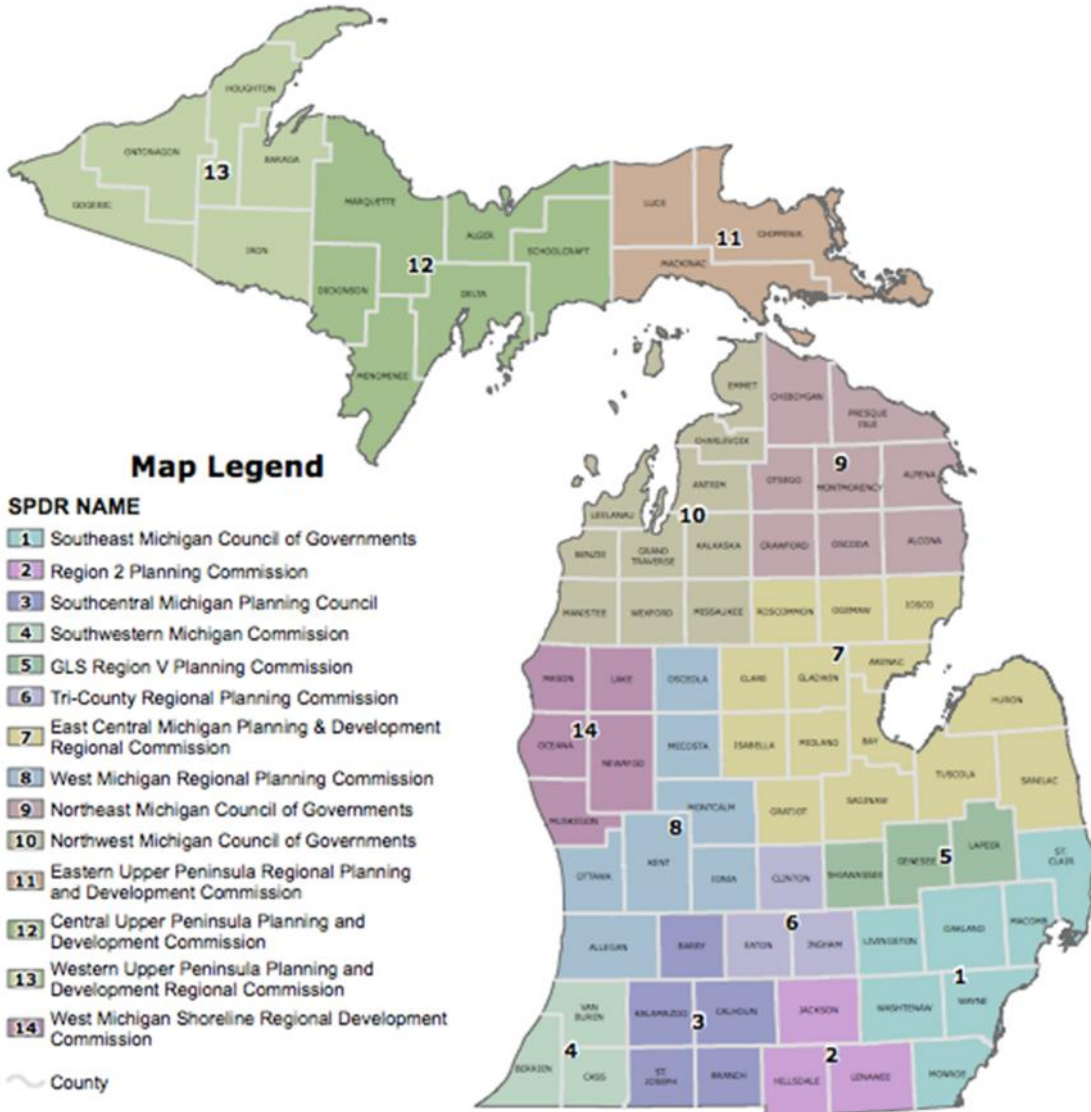 HOUGHTON
ONTONAGON
BARAGA
13
GOGEBIC
IRON
MARQUETTE
ALGER
SCHOOLCRAFT
12
DICKINSON
DELTA
MENOMINEE
LUCE
CHIPPEWA
11
MACKINAC
EMMET
CHEBOYGAN
PRESQUE
ISLE
CHARLEVOIX
ANTRIM
OTSEGO
9
MONTMORENCY
ALPENA
LEELANAU
10
BENZIE
GRAND
TRAVERSE
KALKASKA
CRAWFORD
OSCODA
ALCONA
MANISTEE
WEXFORD
MISSAUKEE
ROSCOMMON
OGEMAW
IOSCO
7
MASON
LAKE
OSCEOLA
CLARE
GLADWIN
ARENAC
HURON
14
OCEANA
NEWAYGO
MECOSTA
ISABELLA
MIDLAND
BAY
TUSCOLA
SANILAC
MUSKEGON
MONTCALM
GRATIOT
SAGINAW
8
OTTAWA
KENT
IONIA
CLINTON
SHIAWASSEE
GENESEE
5
LAPEER
ST.
CLAIR
6
ALLEGAN
BARRY
EATON
INGHAM
LIVINGSTON
OAKLAND
MACOMB
1
VAN
BUREN
KALAMAZOO
CALHOUN
JACKSON
WASHTENAW
WAYNE
3
4
2
BERRIEN
CASS
ST.
JOSEPH
BRANCH
HILLSDALE
LENAWEE
MONROE
Map Legend
SPDR NAME
1 Southeast Michigan Council of Governments
2 Region 2 Planning Commission
3 Southcentral Michigan Planning Council
4 Southwestern Michigan Commission
5 GLS Region V Planning Commission
6 Tri-County Regional Planning Commission
7 East Central Michigan Planning & Development
Regional Commission
8 West Michigan Regional Planning Commission
9 Northeast Michigan Council of Governments
10 Northwest Michigan Council of Governments
11 Eastern Upper Peninsula Regional Planning
and Development Commission
12 Central Upper Peninsula Planning and
Development Commission
13 Western Upper Peninsula Planning and
Development Regional Commission
14 West Michigan Shoreline Regional Development
Commission
County